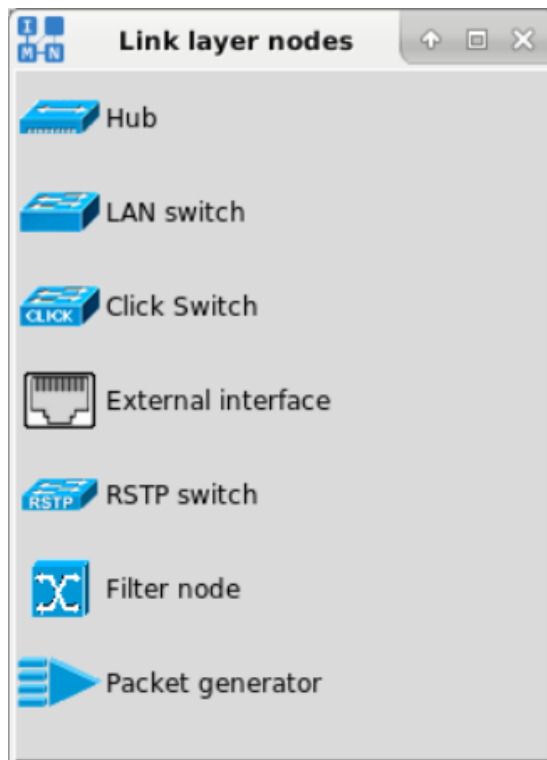 I
M N
Link layer nodes
Hub
LAN switch
CLICK
Click Switch
External interface
RSTP
RSTP switch
Filter node
Packet generator